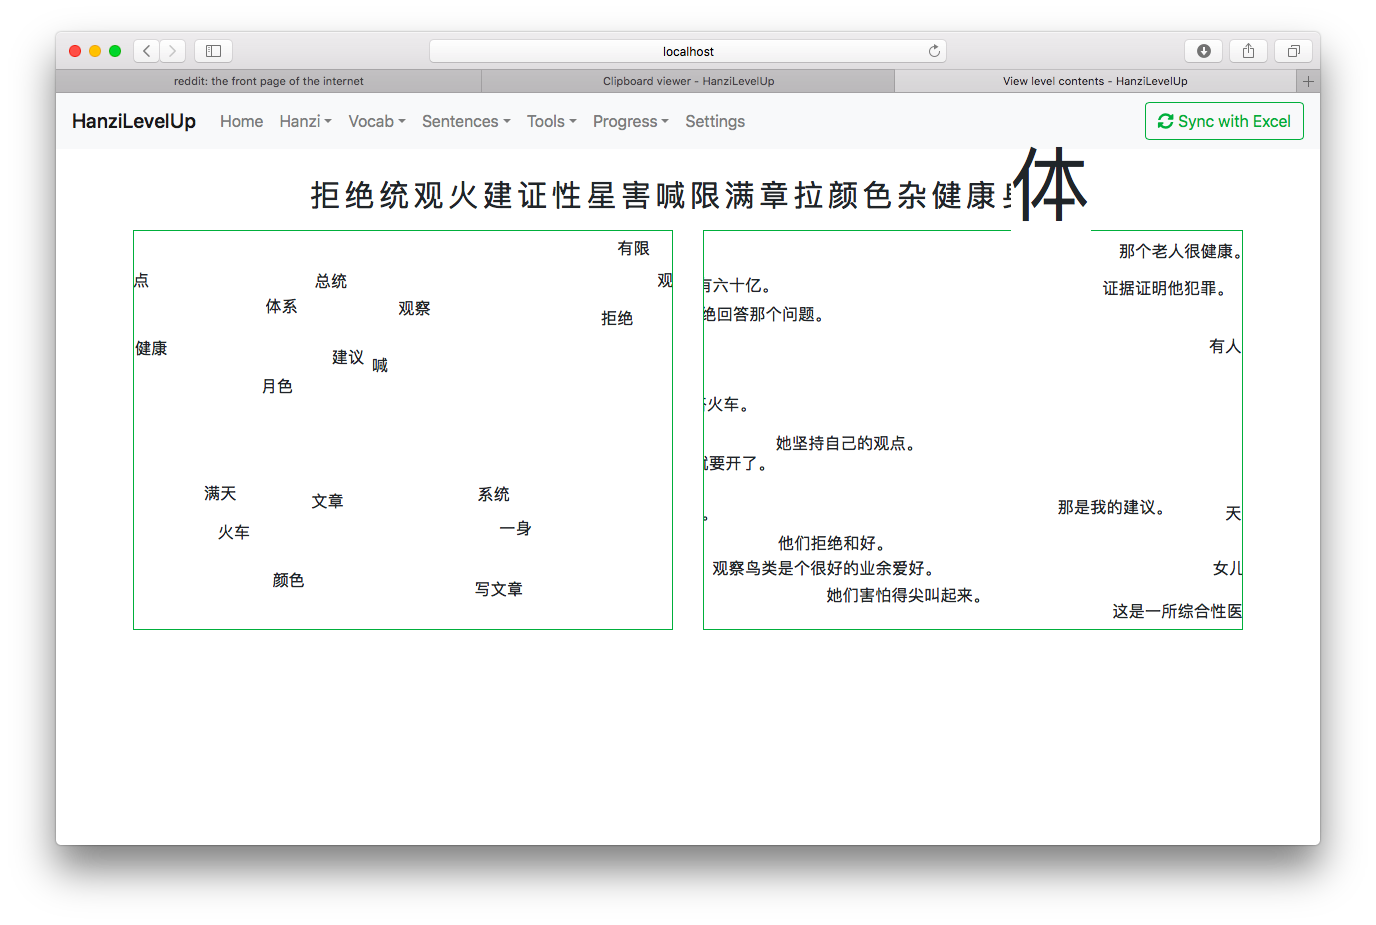 localhost
reddit: the front page of the internet
Clipboard viewer - HanziLevelUp
View level contents - HanziLevelUp
HanziLevelUp
Home
Hanzi
Vocab
Sentences
Tools
Progress
Settings
Sync with Excel
拒绝统观火建证性星害喊限满章拉颜色杂健康
体
有限
点
总统
观
体系
观察
拒绝
健康
建议
喊
月色
满天
文章
系统
火车
一身
颜色
写文章
那个老人很健康。
有六十亿。
证据证明他犯罪。
绝回答那个问题。
有人
火车。
她坚持自己的观点。
就要开了。
那是我的建议。
。
天
他们拒绝和好。
观察鸟类是个很好的业余爱好。
女儿
她们害怕得尖叫起来。
这是一所综合性医